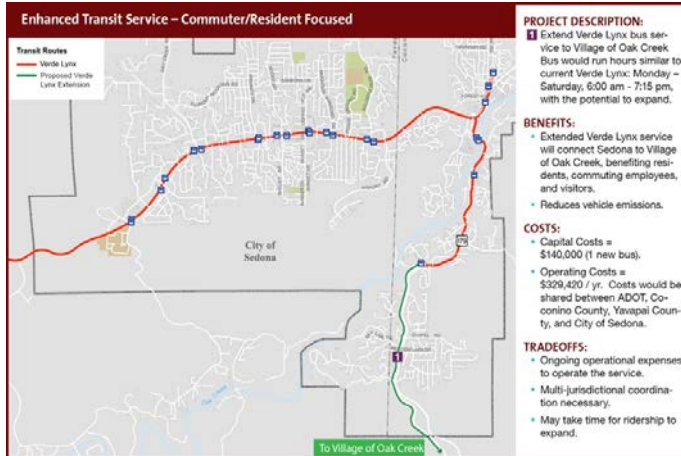 Enhanced Transit Service – Commuter/Resident Focused
Transit Routes
Verde Lynx
Proposed Verde
Lynx Extension
City of
Sedona
179
1
To Village of Oak Creek
PROJECT DESCRIPTION:
1 Extend Verde Lynx bus ser-
vice to Village of Oak Creek
Bus would run hours similar to
current Verde Lynx: Monday –
Saturday, 6:00 am - 7:15 pm,
with the potential to expand.
BENEFITS:
• Extended Verde Lynx service
will connect Sedona to Village
of Oak Creek, benefiting resi-
dents, commuting employees,
and visitors.
• Reduces vehicle emissions.
COSTS:
• Capital Costs =
$140,000 (1 new bus).
• Operating Costs =
$329,420 / yr. Costs would be
shared between ADOT, Co-
conino County, Yavapai Coun-
ty, and City of Sedona.
TRADEOFFS:
• Ongoing operational expenses
to operate the service.
• Multi-jurisdictional coordina-
tion necessary.
• May take time for ridership to
expand.